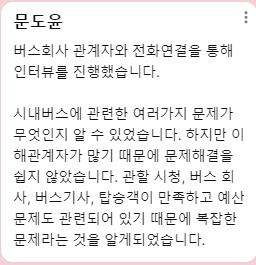 문도윤
버스회사 관계자와 전화연결을 통해
인터뷰를 진행했습니다.
시내버스에 관련한 여러가지 문제가
무엇인지 알 수 있었습니다. 하지만 이
해관계자가 많기 때문에 문제해결을
쉽지 않았습니다. 관할 시청, 버스 회
사, 버스기사, 탑승객이 만족하고 예산
문제도 관련되어 있기 때문에 복잡한
문제라는 것을 알게되었습니다.